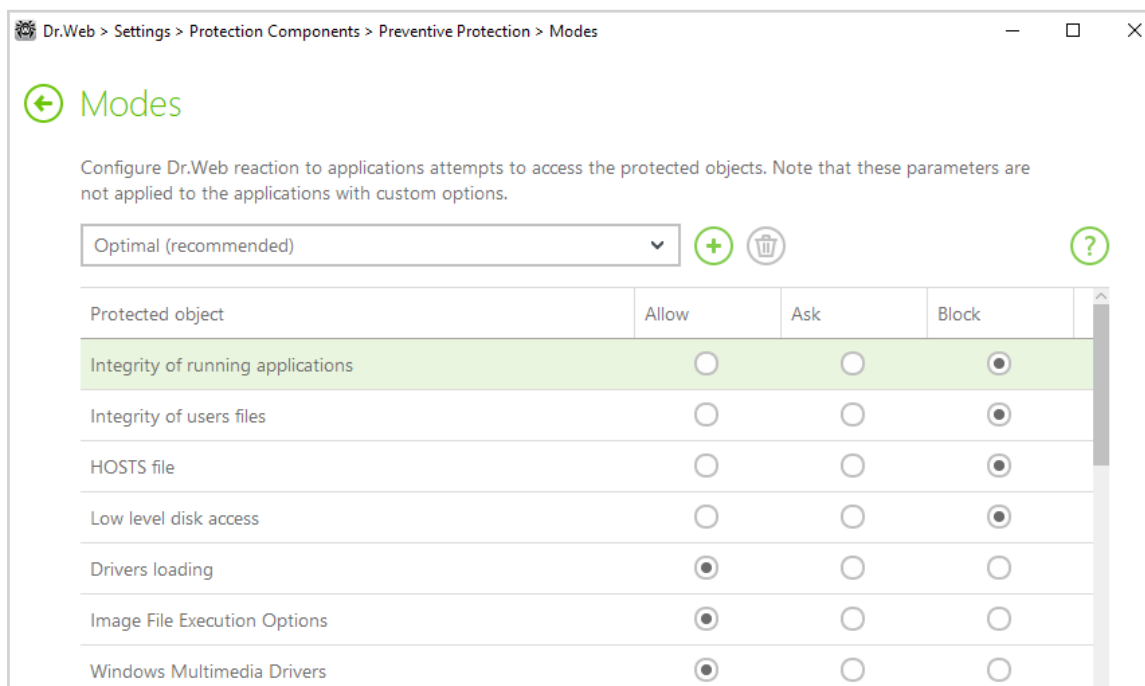 Dr.Web > Settings > Protection Components > Preventive Protection > Modes
Modes
Configure Dr.Web reaction to applications attempts to access the protected objects. Note that these parameters are
not applied to the applications with custom options.
Optimal (recommended)
?
Protected object Allow Ask Block
Integrity of running applications
Integrity of users files
HOSTS file
Low level disk access
Drivers loading
Image File Execution Options
Windows Multimedia Drivers